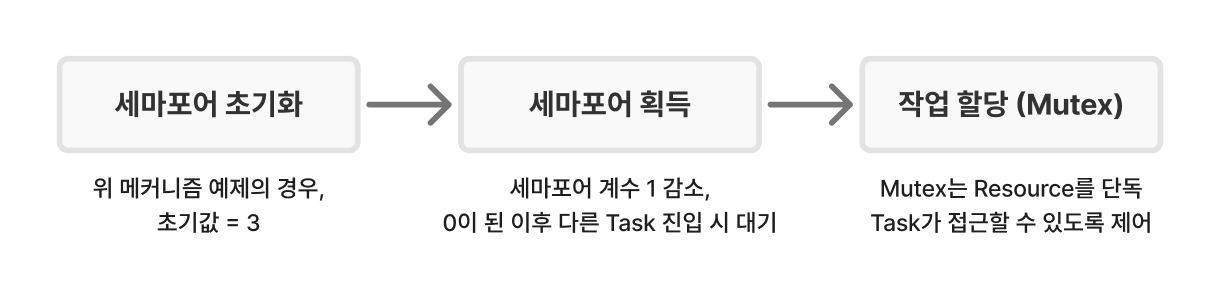 세마포어 초기화
위 메커니즘 예제의 경우,
초기값 = 3
세마포어 획득
세마포어 계수 1 감소,
0이 된 이후 다른 Task 진입 시 대기
작업 할당 (Mutex)
Mutex는 Resource를 단독
Task가 접근할 수 있도록 제어